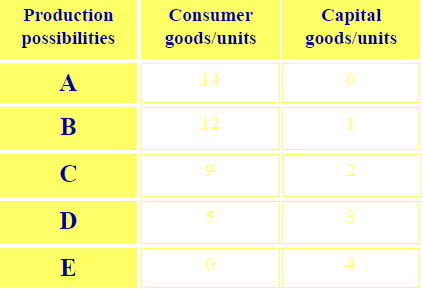 Production possibilities Consumer goods/units Capital goods/units
A 14 0
B 12 1
C 9 2
D 5 3
E 0 4